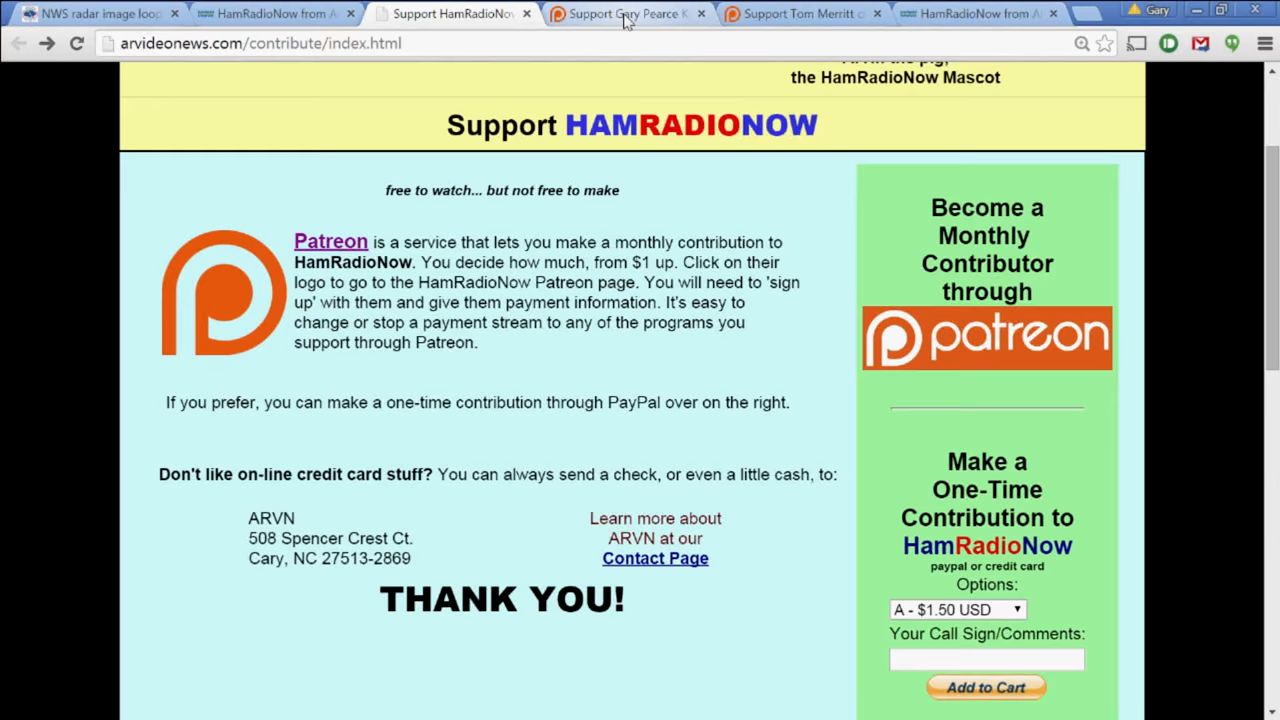 NWS radar image loop
HamRadioNow from A
Support HamRadioNov
Support Gary Pearce K
Support Tom Merritt c
HamRadioNow from A
Gary
arvideonews.com/contribute/index.html
ARVN the pig,
the HamRadioNow Mascot
Support HAMRADIONOW
free to watch... but not free to make
Patreon is a service that lets you make a monthly contribution to
HamRadioNow. You decide how much, from $1 up. Click on their
logo to go to the HamRadioNow Patreon page. You will need to 'sign
up' with them and give them payment information. It's easy to
change or stop a payment stream to any of the programs you
support through Patreon.
If you prefer, you can make a one-time contribution through PayPal over on the right.
Don't like on-line credit card stuff? You can always send a check, or even a little cash, to:
ARVN
508 Spencer Crest Ct.
Cary, NC 27513-2869
Learn more about
ARVN at our
Contact Page
THANK YOU!
Become a
Monthly
Contributor
through
patreon
Make a
One-Time
Contribution to
HamRadioNow
paypal or credit card
Options:
A - $1.50 USD
Your Call Sign/Comments:
Add to Cart